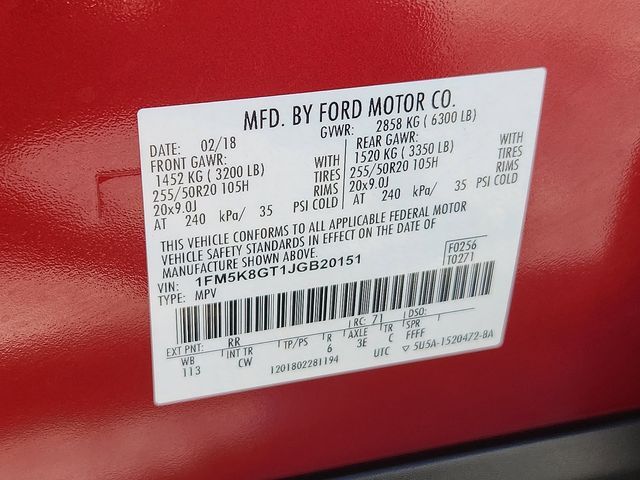 MFD. BY FORD MOTOR CO.
DATE: 02/18 GVWR: 2858 KG ( 6300 LB)
FRONT GAWR: REAR GAWR:
1452 KG ( 3200 LB) WITH 1520 KG ( 3350 LB) WITH
255/50R20 105H TIRES 255/50R20 105H TIRES
20x9.0J RIMS 20x9.0J RIMS
AT 240 kPa/ 35 PSI COLD AT 240 kPa/ 35 PSI COLD
THIS VEHICLE CONFORMS TO ALL APPLICABLE FEDERAL MOTOR
VEHICLE SAFETY STANDARDS IN EFFECT ON THE DATE OF
MANUFACTURE SHOWN ABOVE.
F0256
T0271
VIN: 1FM5K8GT1JGB20151
TYPE: MPV
EXT PNT: RR RC: 71 DSO:
WB INT TR TP/PS R AXLE TR SPR
113 CW 6 3E C FFFF
1201802281194 UTC ▽ 5U5A-1520472-BA